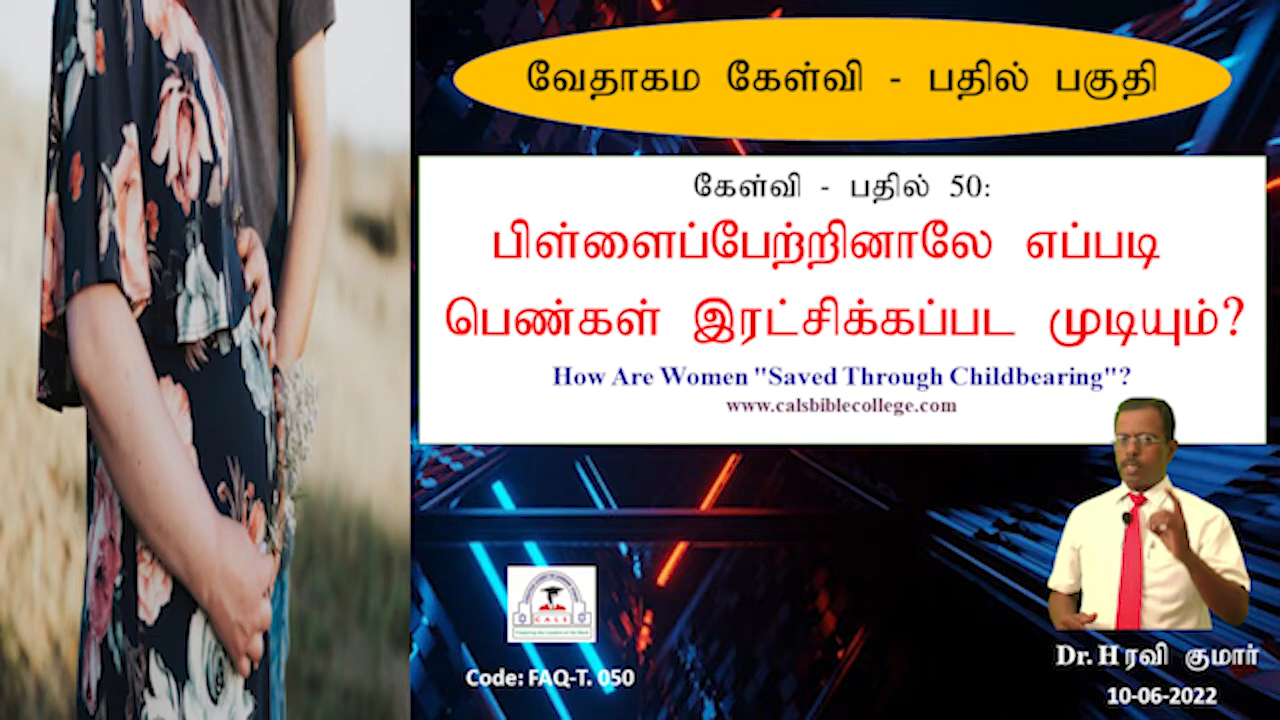 வேதாகம கேள்வி - பதில் பகுதி
கேள்வி - பதில் 50:
பிள்ளைப்பேற்றினாலே எப்படி
பெண்கள் இரட்சிக்கப்பட முடியும்?
How Are Women "Saved Through Childbearing"?
www.calsbiblecollege.com
C A L S
Code: FAQ-T. 050
Dr. H ரவி குமார்
10-06-2022